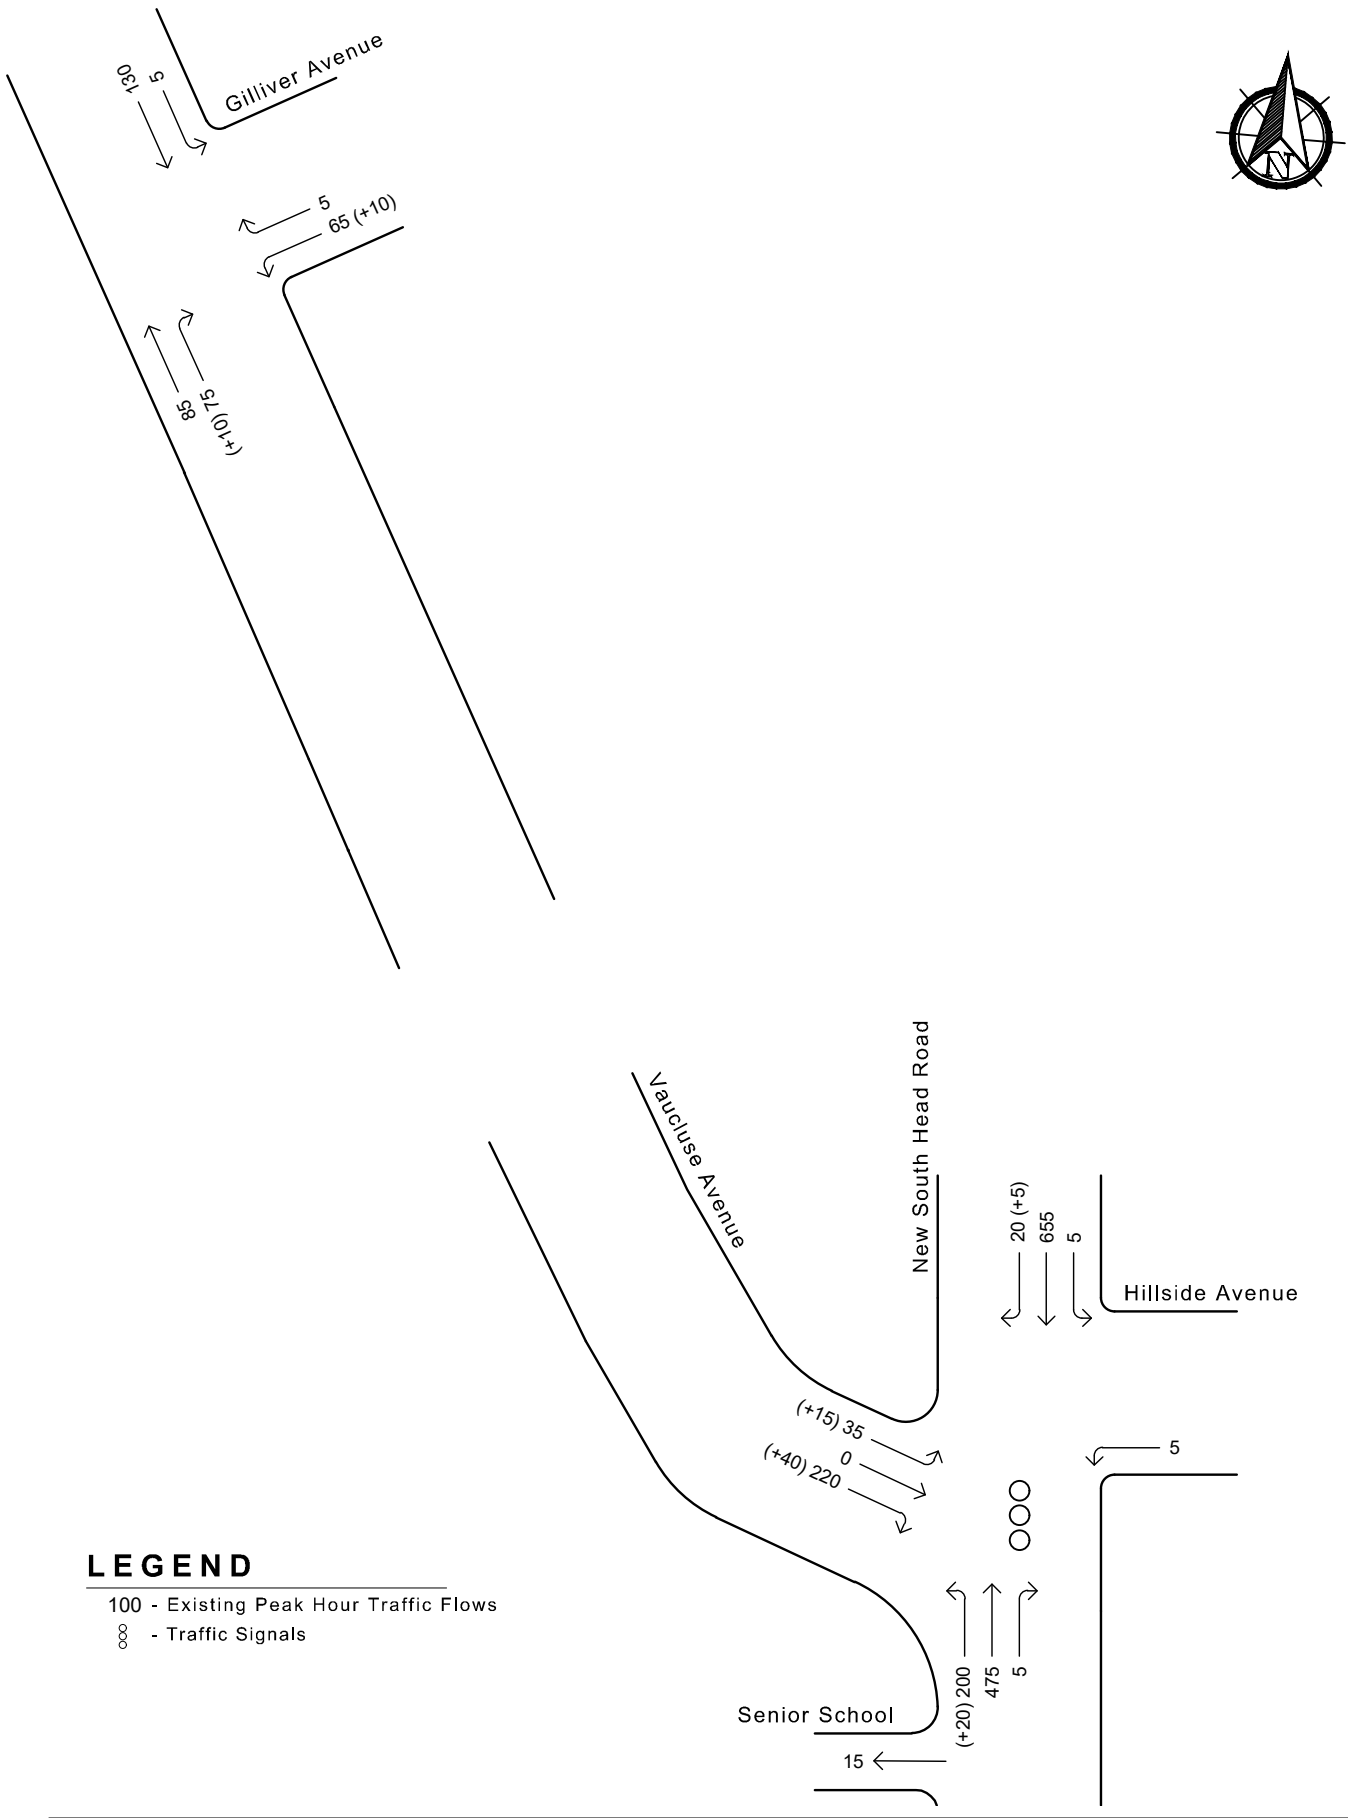 Gilliver Avenue
130
5
N
5
65 (+10)
85
(+10) 75
Vaucluse Avenue
New South Head Road
20 (+5)
655
5
Hillside Avenue
(+15) 35
0
(+40) 220
5
LEGEND
100 - Existing Peak Hour Traffic Flows
- Traffic Signals
(+20) 200
475
5
Senior School
15